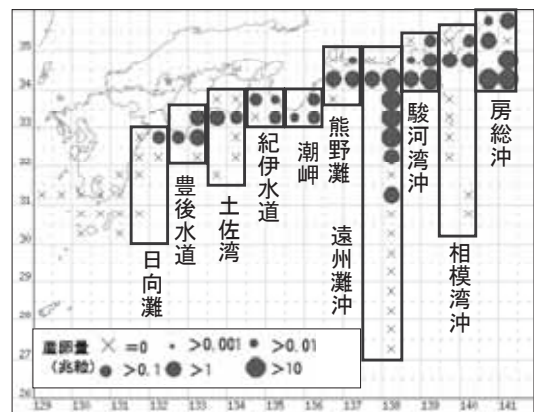 35
34
33
32
31
30
29
28
27
26
129 130 131 132 133 134 135 136 137 138 139 140 141
日向灘
豊後水道
土佐湾
紀伊水道
潮岬
熊野灘
遠州灘沖
駿河湾沖
相模湾沖
房総沖
産卵量 × =0 >0.001 >0.01
(兆粒) >0.1 >1 >10